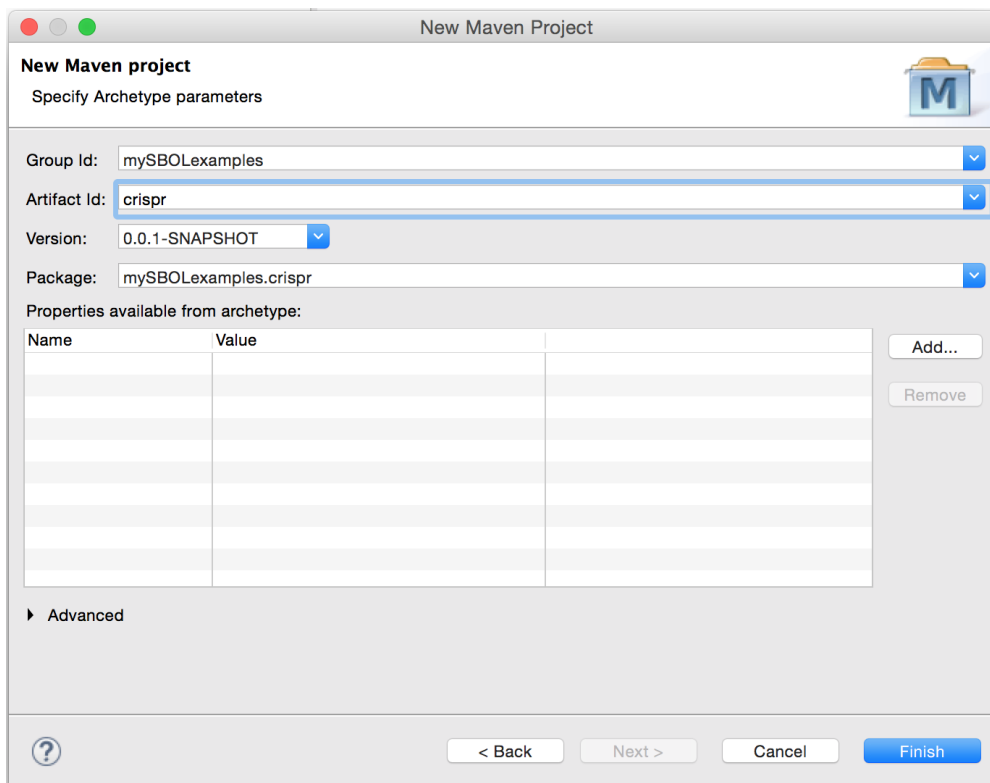 New Maven Project
New Maven project
Specify Archetype parameters
M
Group Id: mySBOLexamples
Artifact Id: crispr
Version: 0.0.1-SNAPSHOT
Package: mySBOLexamples.crispr
Properties available from archetype:
Name Value
Add...
Remove
Advanced
? < Back Next > Cancel Finish